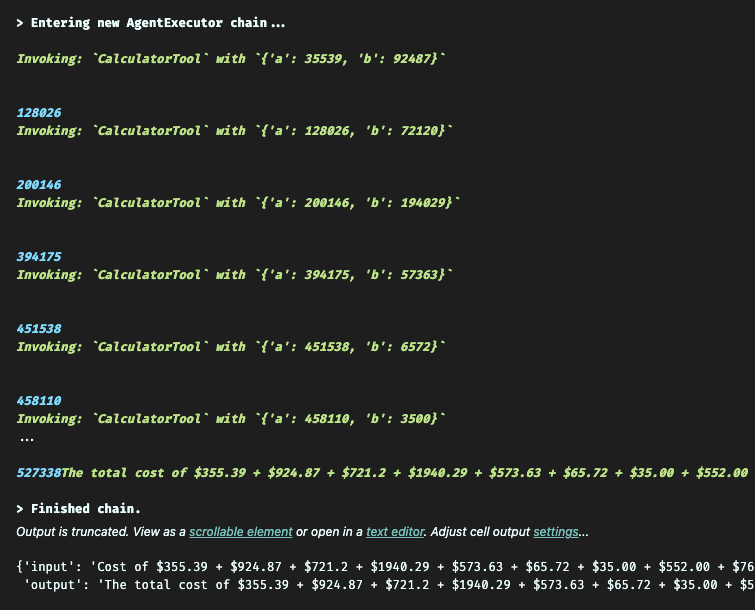 > Entering new AgentExecutor chain...
Invoking: `CalculatorTool` with `{'a': 35539, 'b': 92487}`
128026
Invoking: `CalculatorTool` with `{'a': 128026, 'b': 72120}`
200146
Invoking: `CalculatorTool` with `{'a': 200146, 'b': 194029}`
394175
Invoking: `CalculatorTool` with `{'a': 394175, 'b': 57363}`
451538
Invoking: `CalculatorTool` with `{'a': 451538, 'b': 6572}`
458110
Invoking: `CalculatorTool` with `{'a': 458110, 'b': 3500}`
...
527338The total cost of $355.39 + $924.87 + $721.2 + $1940.29 + $573.63 + $65.72 + $35.00 + $552.00
> Finished chain.
Output is truncated. View as a scrollable element or open in a text editor. Adjust cell output settings...
{'input': 'Cost of $355.39 + $924.87 + $721.2 + $1940.29 + $573.63 + $65.72 + $35.00 + $552.00 + $76
'output': 'The total cost of $355.39 + $924.87 + $721.2 + $1940.29 + $573.63 + $65.72 + $35.00 + $5